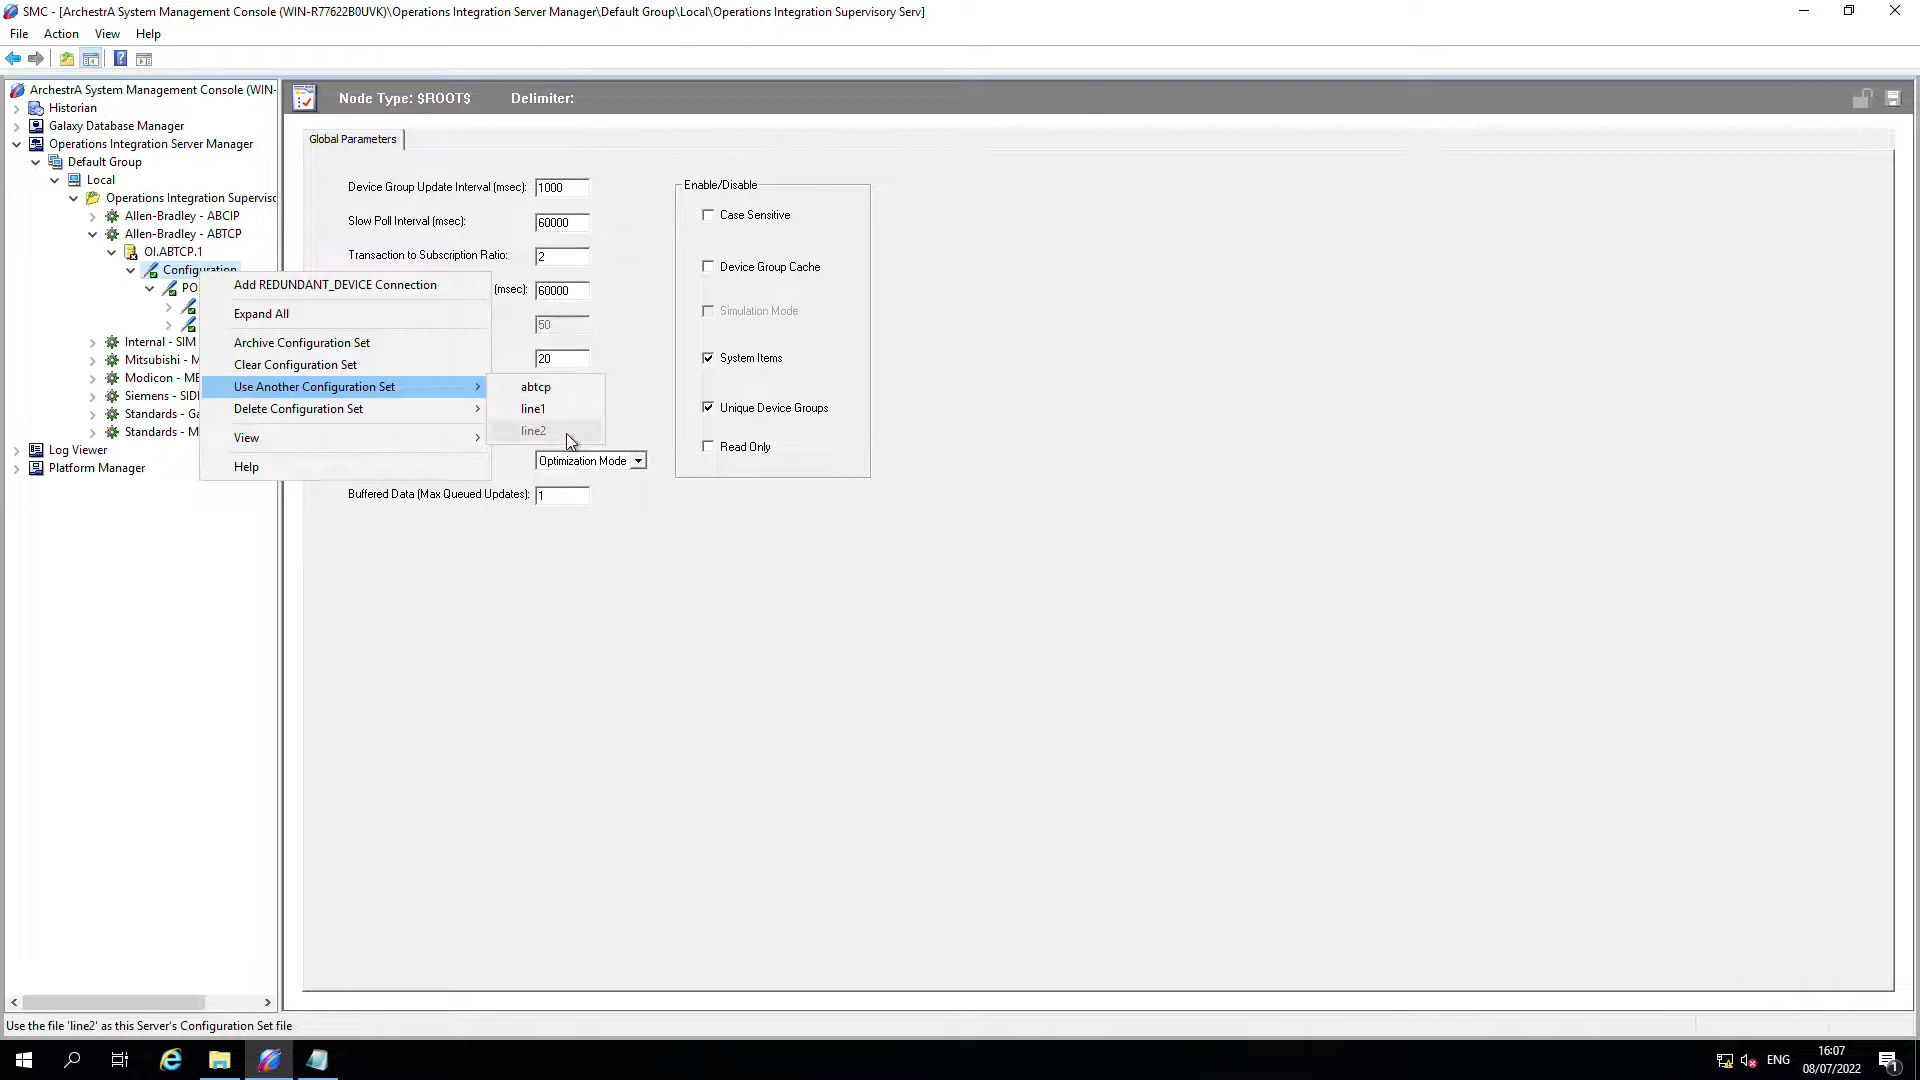 SMC - [ArchestrA System Management Console (WIN-R77622B0UVK)\Operations Integration Server Manager\Default Group\Local\Operations Integration Supervisory Serv]
File Action View Help
ArchestrA System Management Console (WIN-
Historian
Galaxy Database Manager
Operations Integration Server Manager
Default Group
Local
Operations Integration Superviso
Allen-Bradley - ABCIP
Allen-Bradley - ABTCP
OI.ABTCP.1
Configuration
PO
Internal - SIM
Mitsubishi - M
Modicon - ME
Siemens - SID
Standards - Ga
Standards - M
Log Viewer
Platform Manager
Add REDUNDANT_DEVICE Connection
Expand All
Archive Configuration Set
Clear Configuration Set
Use Another Configuration Set
Delete Configuration Set
View
Help
abtcp
line1
line2
Node Type: $ROOT$ Delimiter:
Global Parameters
Device Group Update Interval (msec): 1000
Slow Poll Interval (msec): 60000
Transaction to Subscription Ratio: 2
(msec): 60000
50
20
Optimization Mode
Buffered Data (Max Queued Updates): 1
Enable/Disable
Case Sensitive
Device Group Cache
Simulation Mode
System Items
Unique Device Groups
Read Only
Use the file 'line2' as this Server's Configuration Set file
ENG
16:07
08/07/2022
1